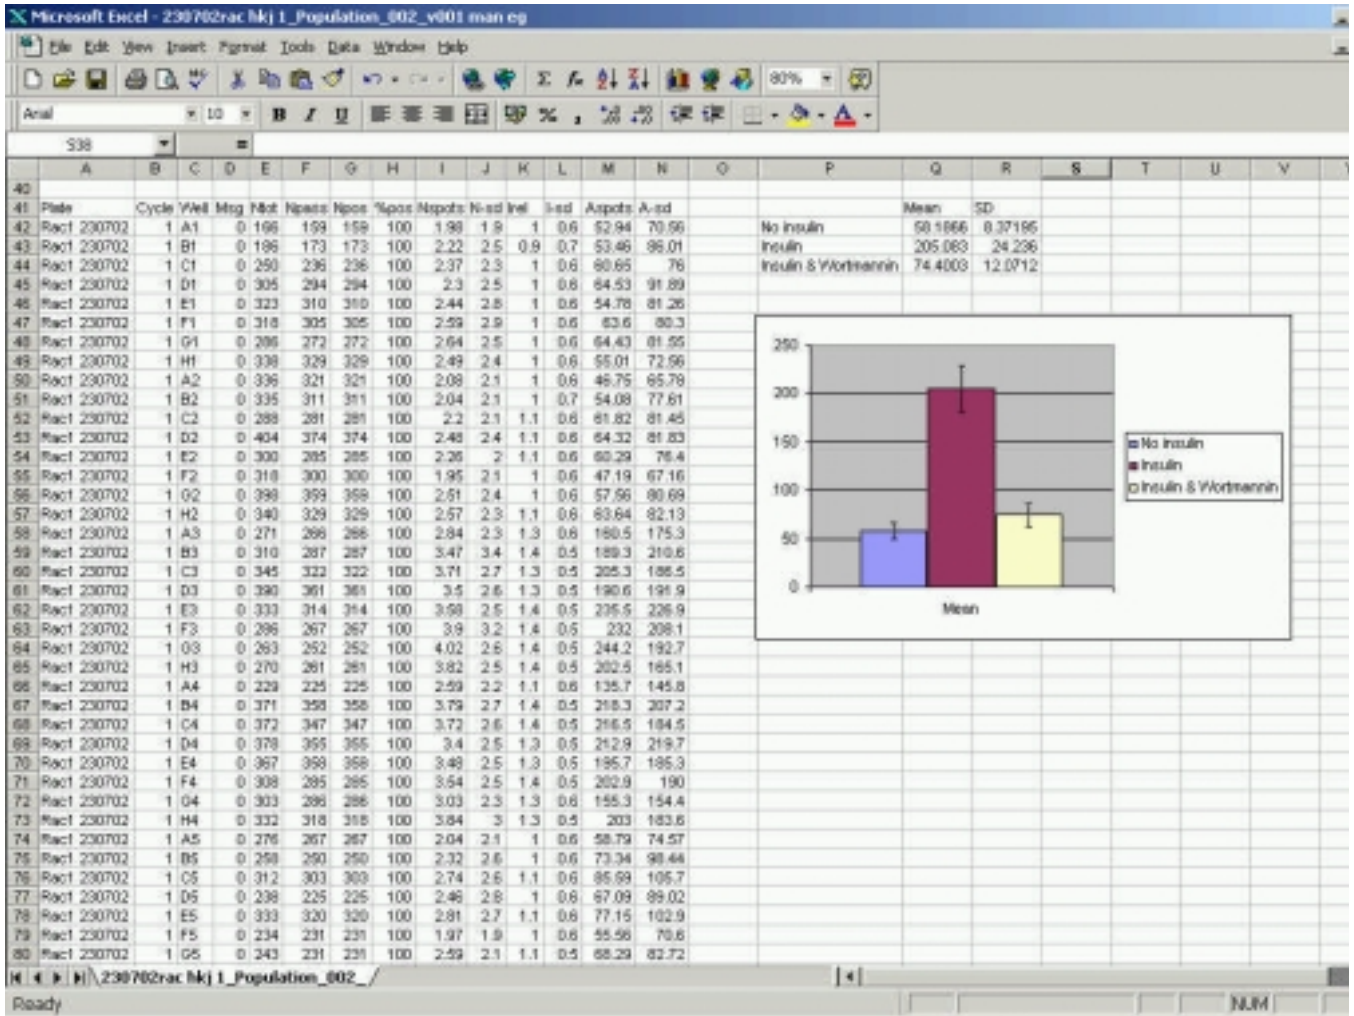 Microsoft Excel - 230702rac hkj 1_Population_002_v001 man eg
File Edit View Insert Format Tools Data Window Help
80%
Arial 10 B I U
S38 =
A B C D E F G H I J K L M N O P Q R S T U V
40
41 Plate Cycle Well Msg Ntot Npass Npos %pos Nspots N-sd Irel I-sd Aspots A-sd Mean SD
42 Rac1 230702 1 A1 0 166 159 159 100 1.98 1.9 1 0.6 52.94 70.56 No insulin 58.1866 8.37195
43 Rac1 230702 1 B1 0 186 173 173 100 2.22 2.5 0.9 0.7 53.46 86.01 Insulin 205.083 24.236
44 Rac1 230702 1 C1 0 250 236 236 100 2.37 2.3 1 0.6 60.65 76 Insulin & Wortmannin 74.4003 12.0712
45 Rac1 230702 1 D1 0 305 294 294 100 2.3 2.5 1 0.6 64.53 91.89
46 Rac1 230702 1 E1 0 323 310 310 100 2.44 2.8 1 0.6 54.78 81.26
47 Rac1 230702 1 F1 0 318 305 305 100 2.59 2.9 1 0.6 63.6 80.3
48 Rac1 230702 1 G1 0 286 272 272 100 2.64 2.5 1 0.6 64.43 81.55
49 Rac1 230702 1 H1 0 338 329 329 100 2.49 2.4 1 0.6 55.01 72.56
50 Rac1 230702 1 A2 0 336 321 321 100 2.08 2.1 1 0.6 46.75 65.78
51 Rac1 230702 1 B2 0 335 311 311 100 2.04 2.1 1 0.7 54.08 77.61
52 Rac1 230702 1 C2 0 288 281 281 100 2.2 2.1 1.1 0.6 61.82 81.45
53 Rac1 230702 1 D2 0 404 374 374 100 2.48 2.4 1.1 0.6 64.32 81.83
54 Rac1 230702 1 E2 0 300 285 285 100 2.26 2 1.1 0.6 60.29 76.4
55 Rac1 230702 1 F2 0 318 300 300 100 1.95 2.1 1 0.6 47.19 67.16
56 Rac1 230702 1 G2 0 398 359 359 100 2.51 2.4 1 0.6 57.56 80.69
57 Rac1 230702 1 H2 0 340 329 329 100 2.57 2.3 1.1 0.6 63.64 82.13
58 Rac1 230702 1 A3 0 271 266 266 100 2.84 2.3 1.3 0.6 160.5 175.3
59 Rac1 230702 1 B3 0 310 287 287 100 3.47 3.4 1.4 0.5 189.3 210.6
60 Rac1 230702 1 C3 0 345 322 322 100 3.71 2.7 1.3 0.5 205.3 186.5
61 Rac1 230702 1 D3 0 390 361 361 100 3.5 2.6 1.3 0.5 190.6 191.9
62 Rac1 230702 1 E3 0 333 314 314 100 3.58 2.5 1.4 0.5 235.5 226.9
63 Rac1 230702 1 F3 0 286 267 267 100 3.9 3.2 1.4 0.5 232 208.1
64 Rac1 230702 1 G3 0 263 252 252 100 4.02 2.6 1.4 0.5 244.2 192.7
65 Rac1 230702 1 H3 0 270 261 261 100 3.82 2.5 1.4 0.5 202.5 165.1
66 Rac1 230702 1 A4 0 229 225 225 100 2.59 2.2 1.1 0.6 135.7 145.8
67 Rac1 230702 1 B4 0 371 358 358 100 3.79 2.7 1.4 0.5 218.3 207.2
68 Rac1 230702 1 C4 0 372 347 347 100 3.72 2.6 1.4 0.5 216.5 184.5
69 Rac1 230702 1 D4 0 378 355 355 100 3.4 2.5 1.3 0.5 212.9 219.7
70 Rac1 230702 1 E4 0 367 358 358 100 3.48 2.5 1.3 0.5 195.7 185.3
71 Rac1 230702 1 F4 0 308 285 285 100 3.54 2.5 1.4 0.5 202.9 190
72 Rac1 230702 1 G4 0 303 286 286 100 3.03 2.3 1.3 0.6 155.3 154.4
73 Rac1 230702 1 H4 0 332 318 318 100 3.84 3 1.3 0.5 203 183.6
74 Rac1 230702 1 A5 0 276 267 267 100 2.04 2.1 1 0.6 58.79 74.57
75 Rac1 230702 1 B5 0 258 250 250 100 2.32 2.6 1 0.6 73.34 98.44
76 Rac1 230702 1 C5 0 312 303 303 100 2.74 2.6 1.1 0.6 85.59 105.7
77 Rac1 230702 1 D5 0 238 225 225 100 2.46 2.8 1 0.6 67.09 89.02
78 Rac1 230702 1 E5 0 333 320 320 100 2.81 2.7 1.1 0.6 77.15 102.9
79 Rac1 230702 1 F5 0 234 231 231 100 1.97 1.9 1 0.6 55.56 70.6
80 Rac1 230702 1 G5 0 243 231 231 100 2.59 2.1 1.1 0.5 68.29 82.72
250
200
150
100
50
0
Mean
No insulin
Insulin
Insulin & Wortmannin
230702rac hkj 1_Population_002_
Ready NUM